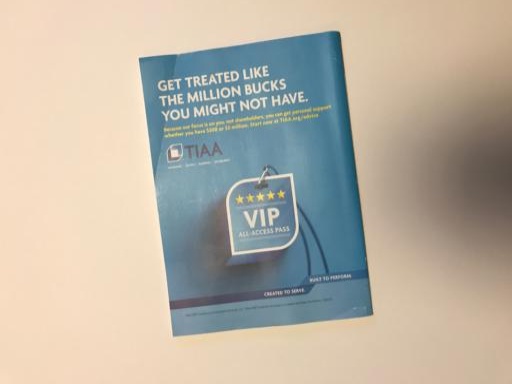 GET TREATED LIKE
THE MILLION BUCKS
YOU MIGHT NOT HAVE.
Because our focus is on you, not shareholders, you can get personal support
whether you have $500 or $5 million. Start now at TIAA.org/advice
TIAA
VIP
ALL-ACCESS PASS
BUILT TO PERFORM.
CREATED TO SERVE.